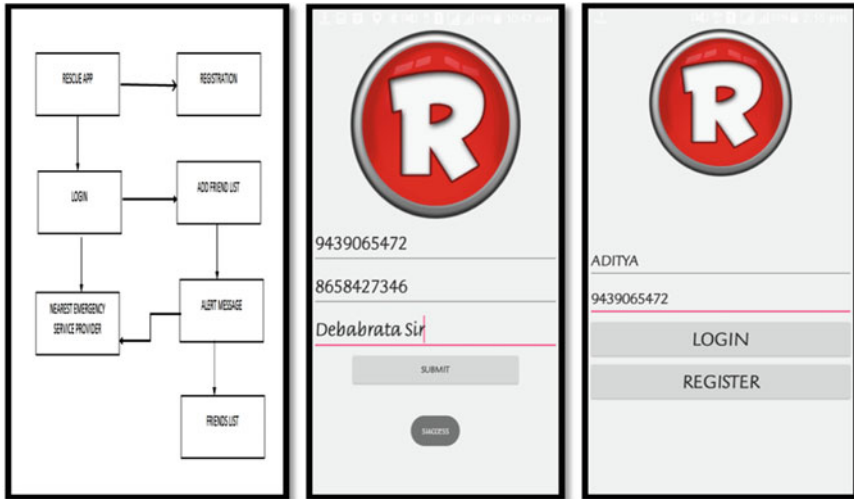 RESCUE APP
REGISTRATION
LOGIN
ADD FRIEND LIST
NEAREST EMERGENCY
SERVICE PROVIDER
ALERT MESSAGE
FRIENDS LIST
R
9439065472
8658427346
Debabrata Sir
SUBMIT
R
ADITYA
9439065472
LOGIN
REGISTER